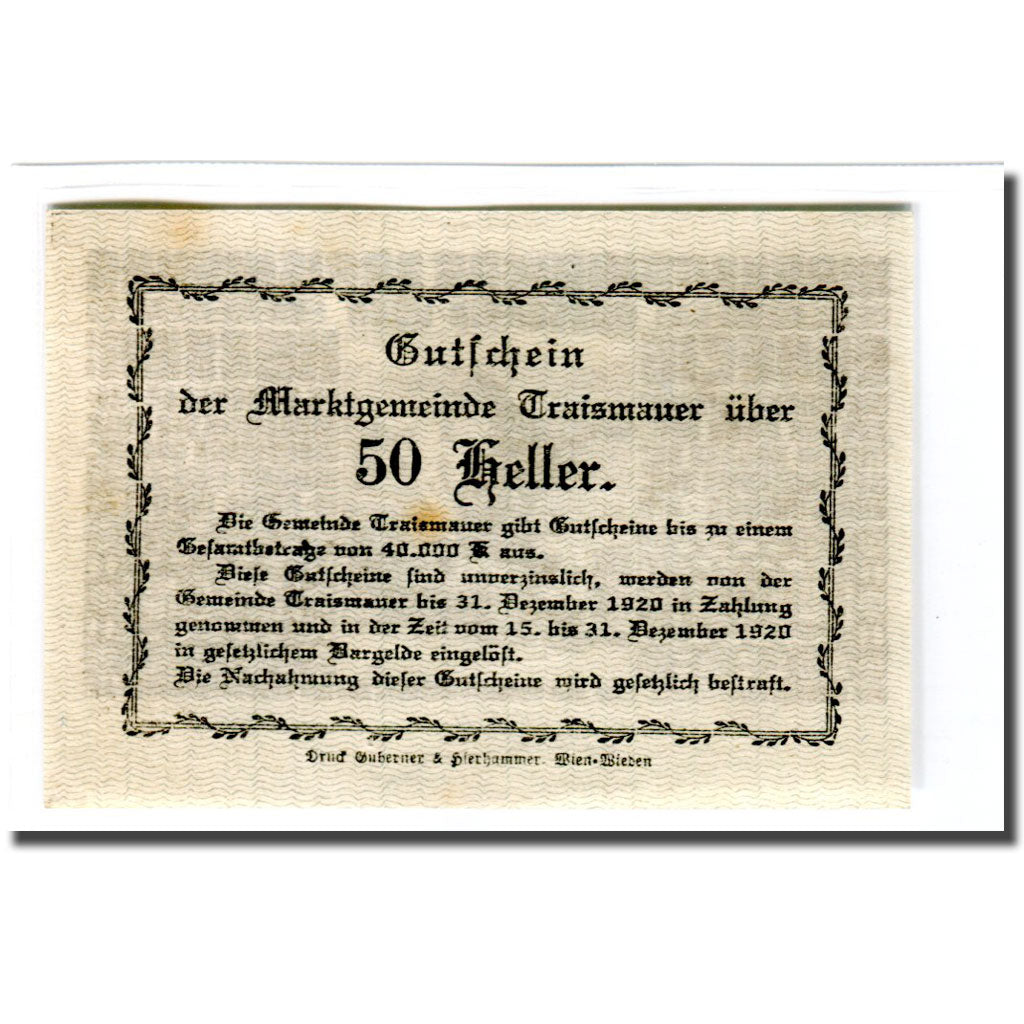 Gutschein
der Marktgemeinde Traismauer über
50 Heller.
Die Gemeinde Traismauer gibt Gutscheine bis zu einem
Gesamtbetrage von 40.000 K aus.
Diese Gutscheine sind unverzinslich, werden von der
Gemeinde Traismauer bis 31. Dezember 1920 in Zahlung
genommen und in der Zeit vom 15. bis 31. Dezember 1920
in gesetzlichem Bargelde eingelöst.
Die Nachahmung dieser Gutscheine wird gesetzlich bestraft.
Druck Guberner & Hierhammer. Wien-Wieden